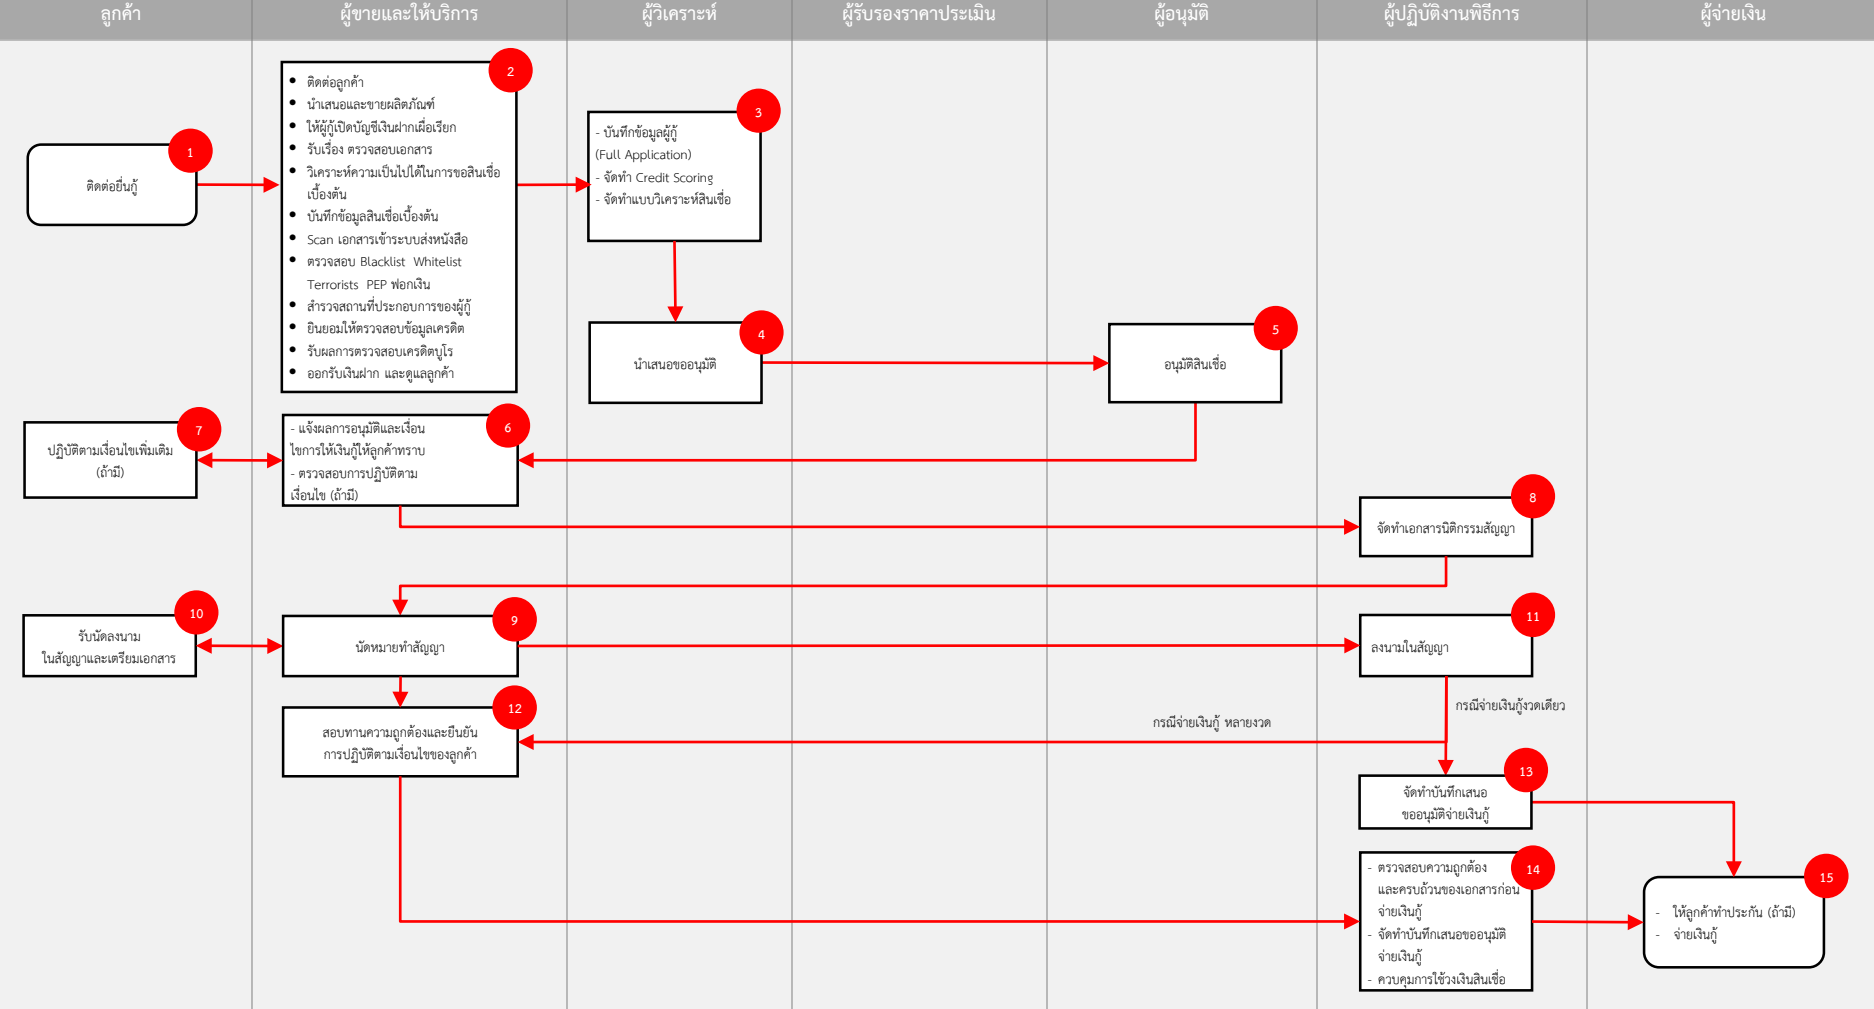 ลูกค้า
ผู้ขายและให้บริการ
ผู้วิเคราะห์
ผู้รับรองราคาประเมิน
ผู้อนุมัติ
ผู้ปฏิบัติงานพิธีการ
ผู้จ่ายเงิน
1
ติดต่อยื่นกู้
2
● ติดต่อลูกค้า
● นำเสนอและขายผลิตภัณฑ์
● ให้ผู้กู้เปิดบัญชีเงินฝากเผื่อเรียก
● รับเรื่อง ตรวจสอบเอกสาร
● วิเคราะห์ความเป็นไปได้ในการขอสินเชื่อ
เบื้องต้น
● บันทึกข้อมูลสินเชื่อเบื้องต้น
● Scan เอกสารเข้าระบบส่งหนังสือ
● ตรวจสอบ Blacklist Whitelist
Terrorists PEP ฟอกเงิน
● สำรวจสถานที่ประกอบการของผู้กู้
● ยินยอมให้ตรวจสอบข้อมูลเครดิต
● รับผลการตรวจสอบเครดิตบูโร
● ออกรับเงินฝาก และดูแลลูกค้า
3
- บันทึกข้อมูลผู้กู้
(Full Application)
- จัดทำ Credit Scoring
- จัดทำแบบวิเคราะห์สินเชื่อ
4
นำเสนอขออนุมัติ
5
อนุมัติสินเชื่อ
6
- แจ้งผลการอนุมัติและเงื่อน
ไขการให้เงินกู้ให้ลูกค้าทราบ
- ตรวจสอบการปฏิบัติตาม
เงื่อนไข (ถ้ามี)
7
ปฏิบัติตามเงื่อนไขเพิ่มเติม
(ถ้ามี)
8
จัดทำเอกสารนิติกรรมสัญญา
9
นัดหมายทำสัญญา
10
รับนัดลงนาม
ในสัญญาและเตรียมเอกสาร
11
ลงนามในสัญญา
12
สอบทานความถูกต้องและยืนยัน
การปฏิบัติตามเงื่อนไขของลูกค้า
กรณีจ่ายเงินกู้ หลายงวด
กรณีจ่ายเงินกู้งวดเดียว
13
จัดทำบันทึกเสนอ
ขออนุมัติจ่ายเงินกู้
14
- ตรวจสอบความถูกต้อง
และครบถ้วนของเอกสารก่อน
จ่ายเงินกู้
- จัดทำบันทึกเสนอขออนุมัติ
จ่ายเงินกู้
- ควบคุมการใช้วงเงินสินเชื่อ
15
- ให้ลูกค้าทำประกัน (ถ้ามี)
- จ่ายเงินกู้